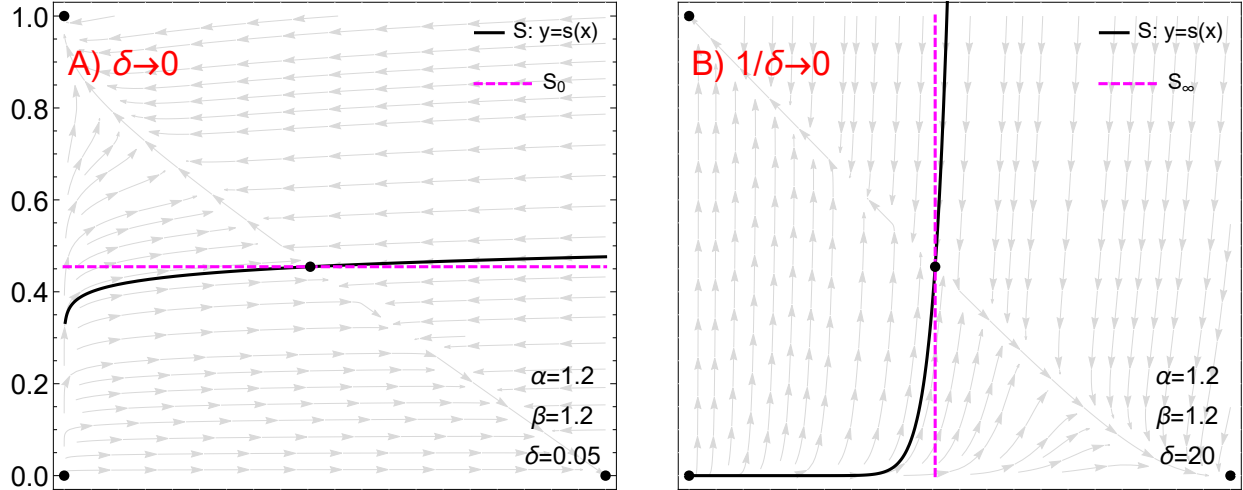 1.0
0.8
0.6
0.4
0.2
0.0
A) δ→0
S: y=s(x)
S₀
α=1.2
β=1.2
δ=0.05
B) 1/δ→0
S: y=s(x)
S∞
α=1.2
β=1.2
δ=20